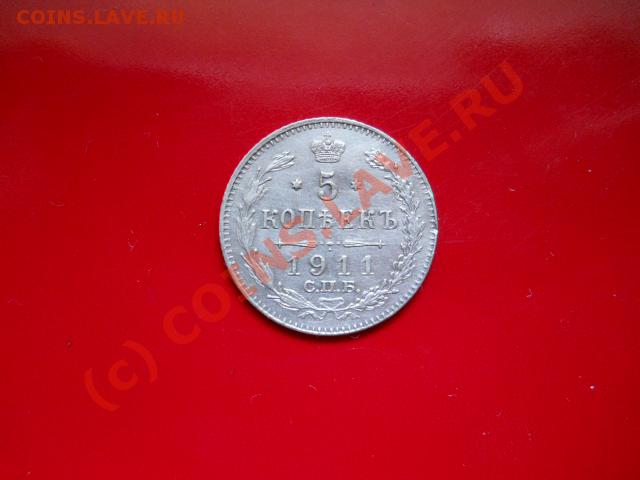 COINS.LAVE.RU
5
КОПѢЕКЪ
1911
С.П.Б.
(c) COINS.LAVE.RU